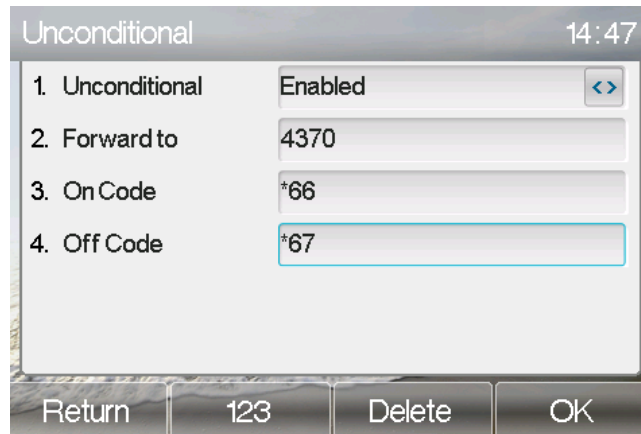 Unconditional 14:47
1. Unconditional Enabled <>
2. Forward to 4370
3. On Code *66
4. Off Code *67
Return 123 Delete OK